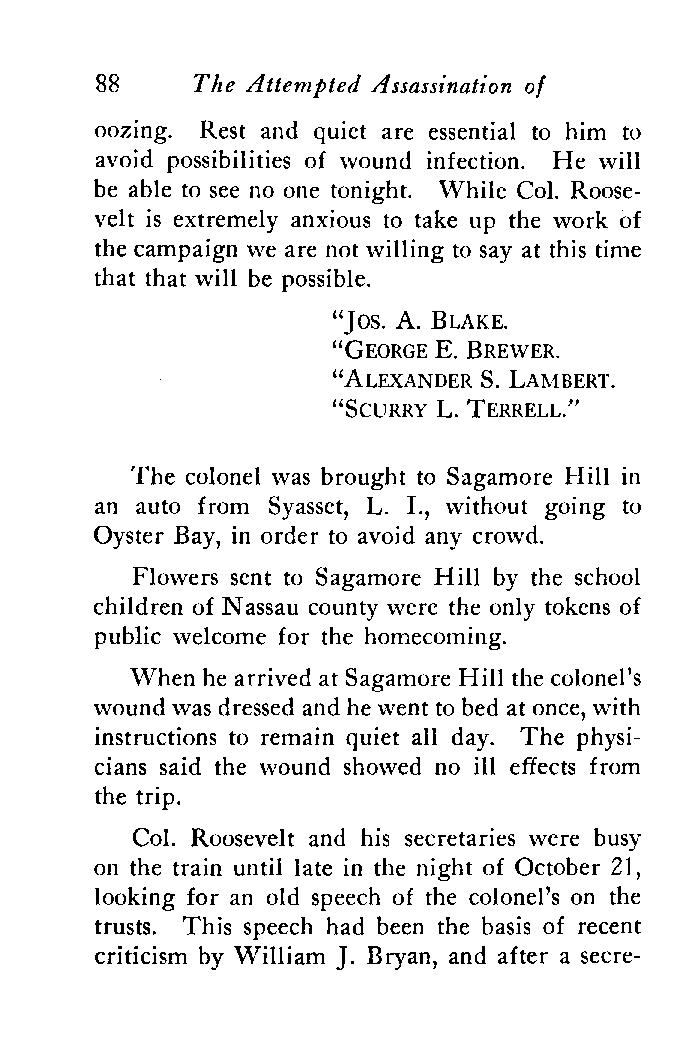 88 The Attempted Assassination of
oozing. Rest and quiet are essential to him to
avoid possibilities of wound infection. He will
be able to see no one tonight. While Col. Roose-
velt is extremely anxious to take up the work of
the campaign we are not willing to say at this time
that that will be possible.
“Jos. A. Blake.
“George E. Brewer.
“Alexander S. Lambert.
“Scurry L. Terrell.”
The colonel was brought to Sagamore Hill in
an auto from Syasset, L. I., without going to
Oyster Bay, in order to avoid any crowd.
Flowers sent to Sagamore Hill by the school
children of Nassau county were the only tokens of
public welcome for the homecoming.
When he arrived at Sagamore Hill the colonel's
wound was dressed and he went to bed at once, with
instructions to remain quiet all day. The physi-
cians said the wound showed no ill effects from
the trip.
Col. Roosevelt and his secretaries were busy
on the train until late in the night of October 21,
looking for an old speech of the colonel's on the
trusts. This speech had been the basis of recent
criticism by William J. Bryan, and after a secre-